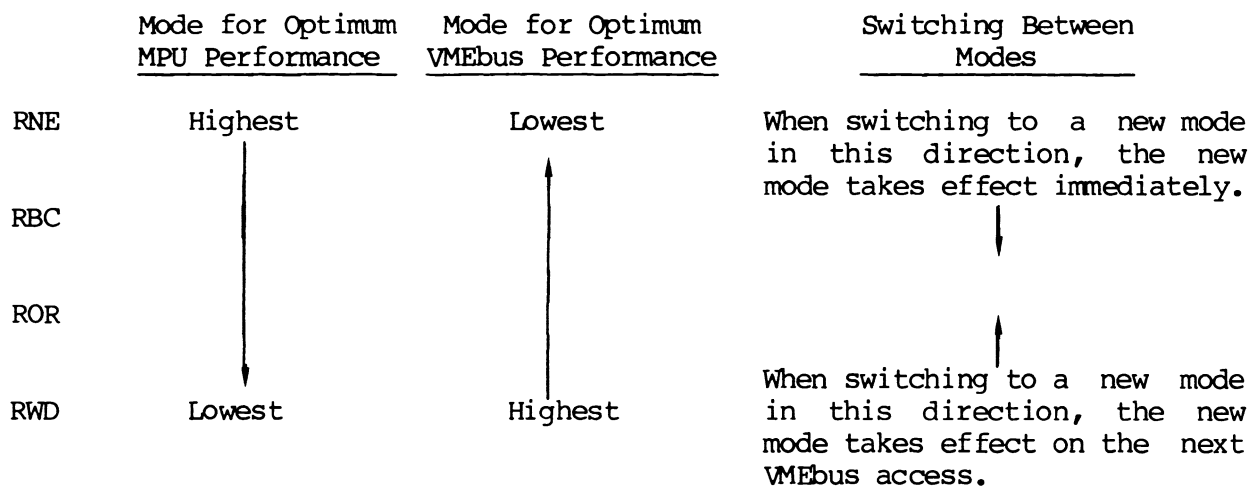 Mode for Optimum Mode for Optimum Switching Between
MPU Performance VMEbus Performance Modes
RNE Highest Lowest When switching to a new mode
in this direction, the new
mode takes effect immediately.
RBC
ROR
When switching to a new mode
RWD Lowest Highest in this direction, the new
mode takes effect on the next
VMEbus access.